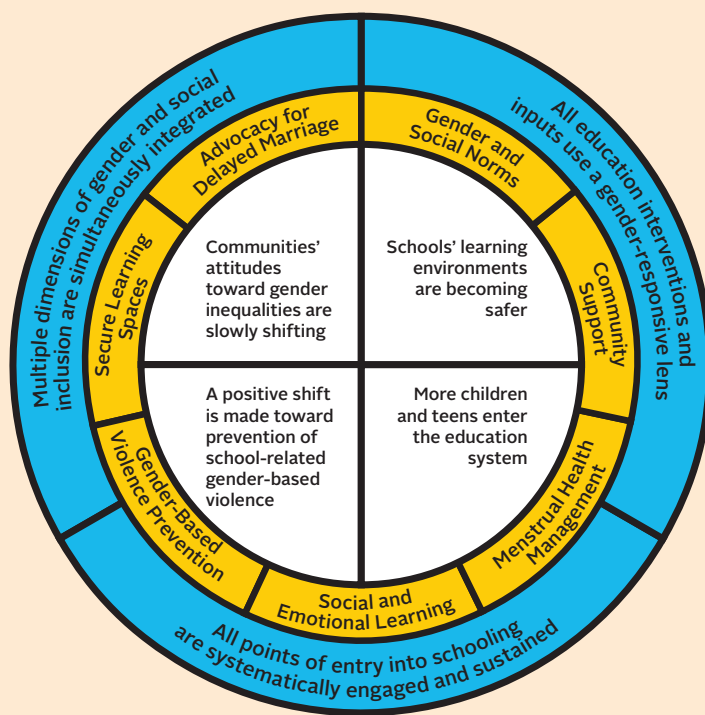 Multiple dimensions of gender and social
inclusion are simultaneously integrated
All education interventions and
inputs use a gender-responsive lens
All points of entry into schooling
are systematically engaged and sustained
Advocacy for
Delayed Marriage
Gender and
Social Norms
Community
Support
Menstrual Health
Management
Social and
Emotional Learning
Gender-Based
Violence Prevention
Secure Learning
Spaces
Communities’
attitudes
toward gender
inequalities are
slowly shifting
Schools’ learning
environments
are becoming
safer
A positive shift
is made toward
prevention of
school-related
gender-based
violence
More children
and teens enter
the education
system